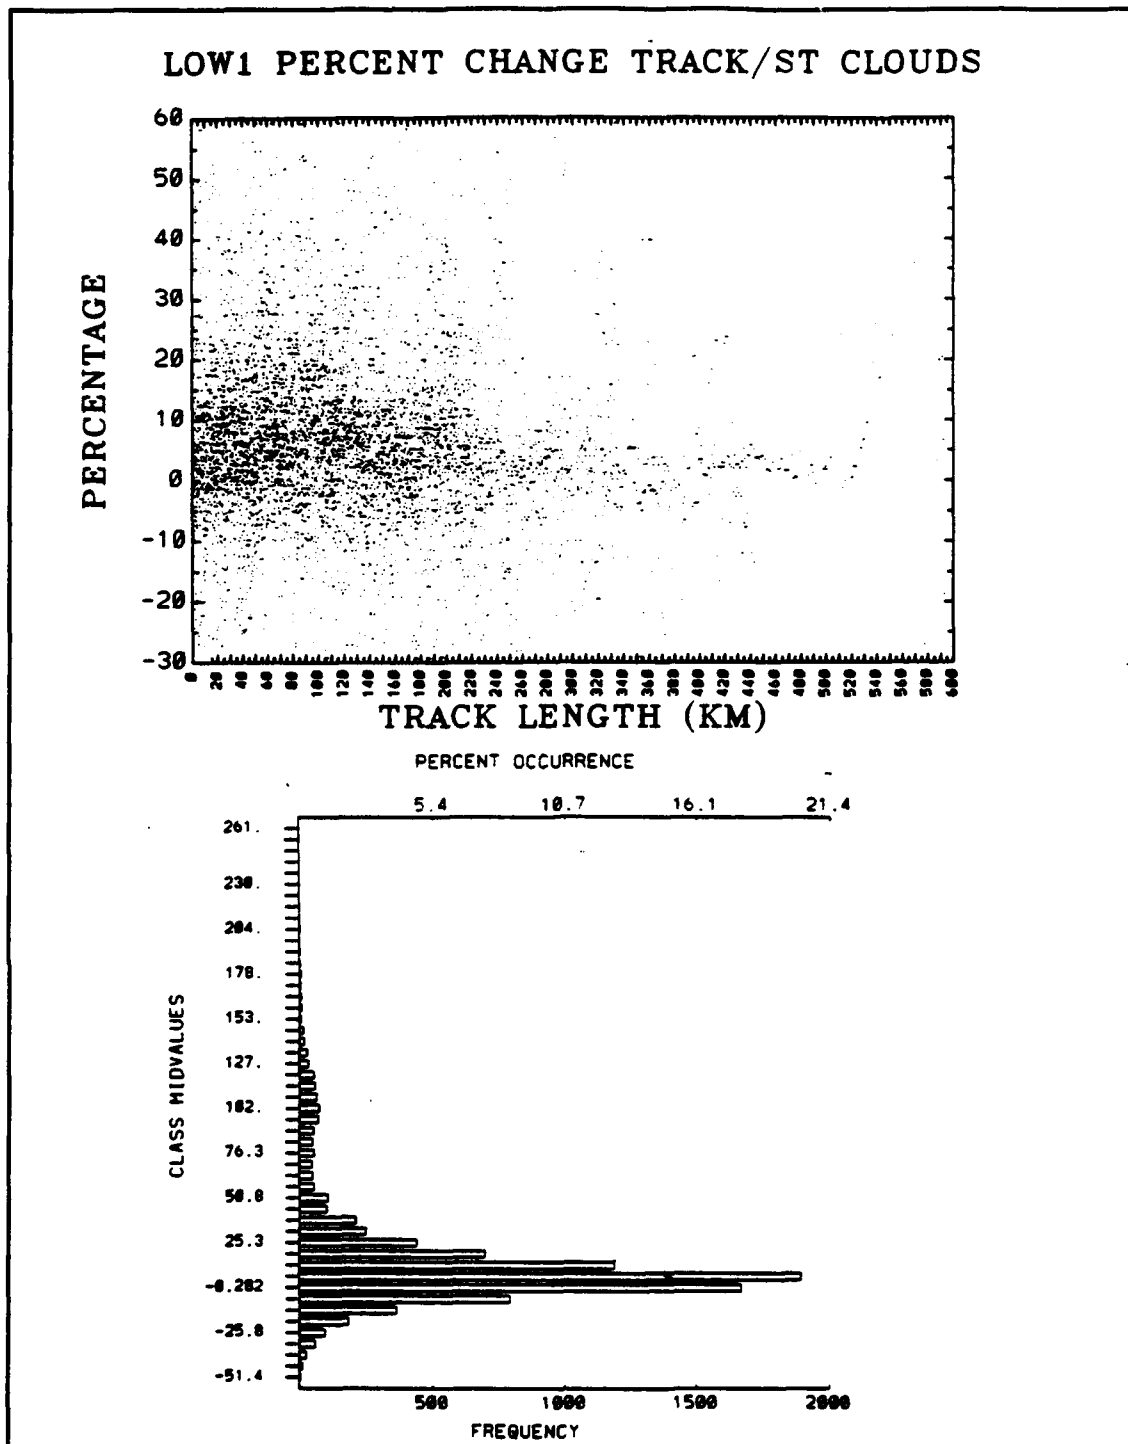 LOW1 PERCENT CHANGE TRACK/ST CLOUDS
PERCENTAGE
60
50
40
30
20
10
0
-10
-20
-30
0 20 40 60 80 100 120 140 160 180 200 220 240 260 280 300 320 340 360 380 400 420 440 460 480 500 520 540 560 580 600
TRACK LENGTH (KM)
PERCENT OCCURRENCE
5.4 10.7 16.1 21.4
CLASS MIDVALUES
261.
230.
204.
178.
153.
127.
102.
76.3
50.8
25.3
-0.202
-25.8
-51.4
500 1000 1500 2000
FREQUENCY